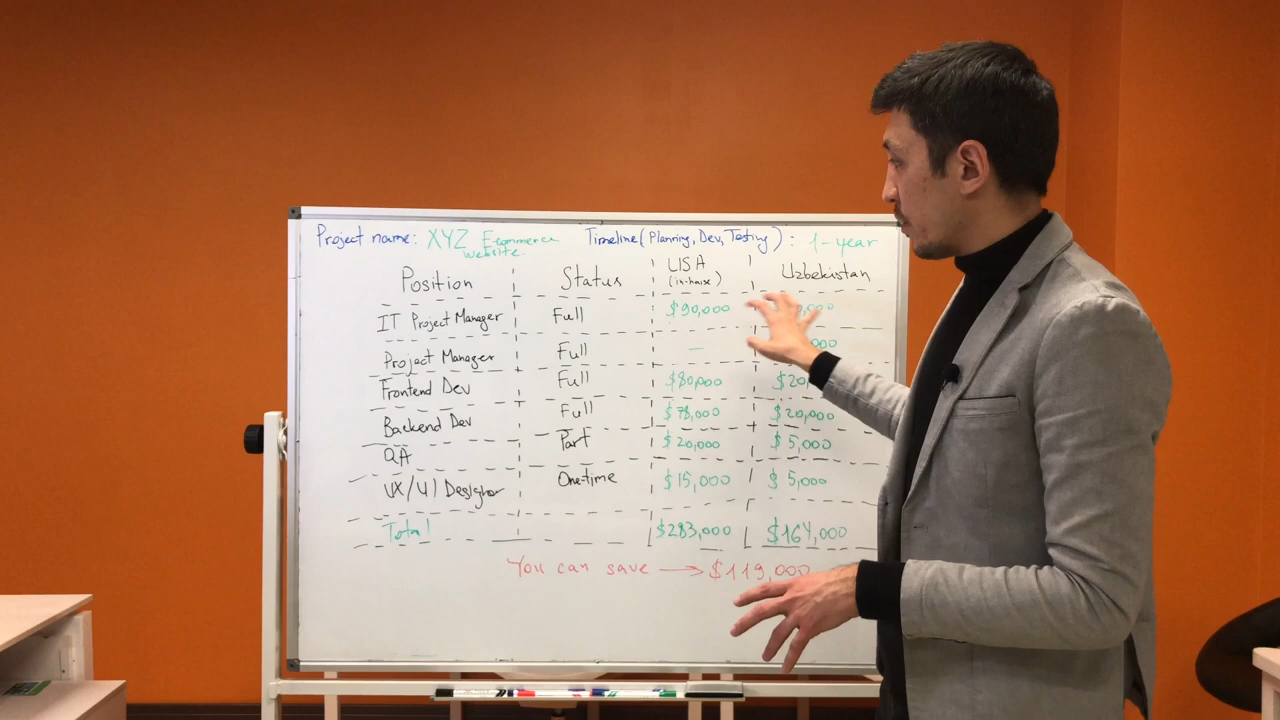 Project name: XYZ Ecommerce website. Timeline (Planning, Dev, Testing): 1-year
Position Status USA (in-house) Uzbekistan
IT Project Manager Full $90,000
Project Manager Full —
Frontend Dev Full $80,000 $20
Backend Dev Full $78,000 $20,000
QA Part $20,000 $5,000
UX/UI Designer One-time $15,000 $5,000
Total $283,000 $164,000
You can save → $119,000